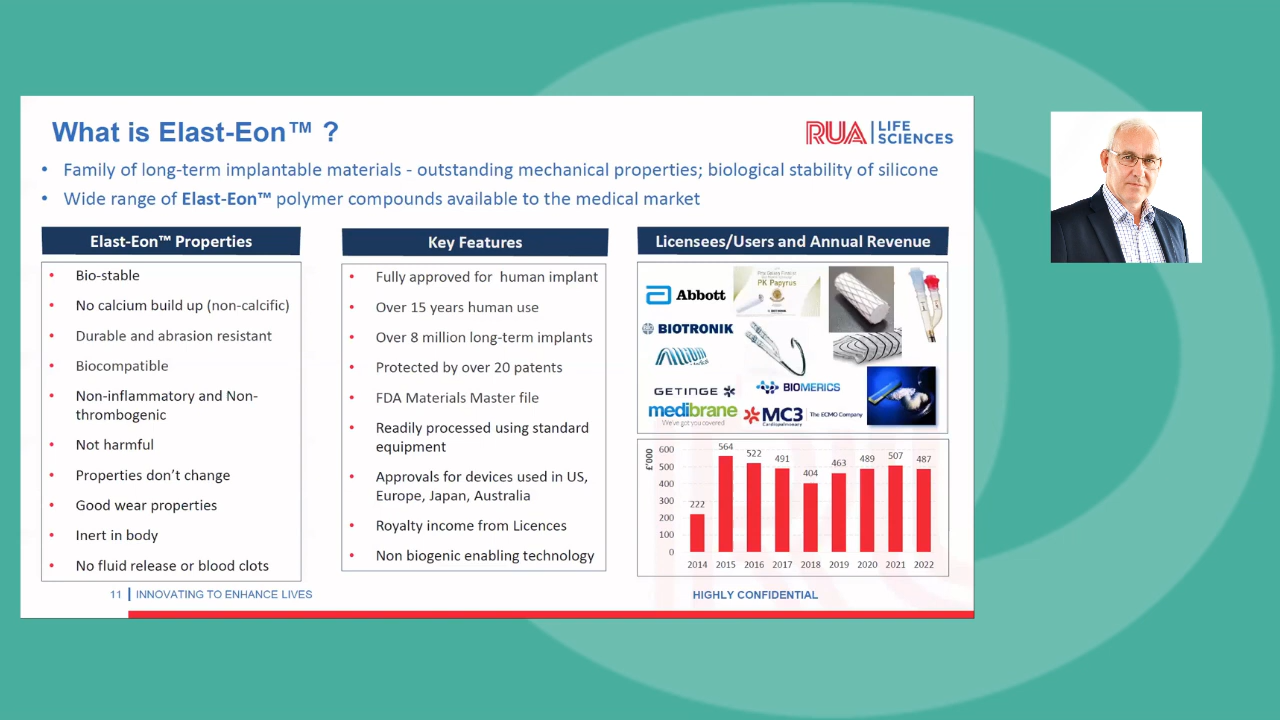 What is Elast-Eon™ ?
RUA LIFE SCIENCES
• Family of long-term implantable materials - outstanding mechanical properties; biological stability of silicone
• Wide range of Elast-Eon™ polymer compounds available to the medical market
Elast-Eon™ Properties
• Bio-stable
• No calcium build up (non-calcific)
• Durable and abrasion resistant
• Biocompatible
• Non-inflammatory and Non-
thrombogenic
• Not harmful
• Properties don't change
• Good wear properties
• Inert in body
• No fluid release or blood clots
Key Features
• Fully approved for human implant
• Over 15 years human use
• Over 8 million long-term implants
• Protected by over 20 patents
• FDA Materials Master file
• Readily processed using standard
equipment
• Approvals for devices used in US,
Europe, Japan, Australia
• Royalty income from Licences
• Non biogenic enabling technology
Licensees/Users and Annual Revenue
Abbott
PK Papyrus
BIOTRONIK
GETINGE
BIOMERICS
medibrane
We've got you covered
MC3
Cardiopulmonary
The ECMO Company
£'000
600
500
400
300
200
100
0
222
564
522
491
404
463
489
507
487
2014 2015 2016 2017 2018 2019 2020 2021 2022
11 | INNOVATING TO ENHANCE LIVES
HIGHLY CONFIDENTIAL